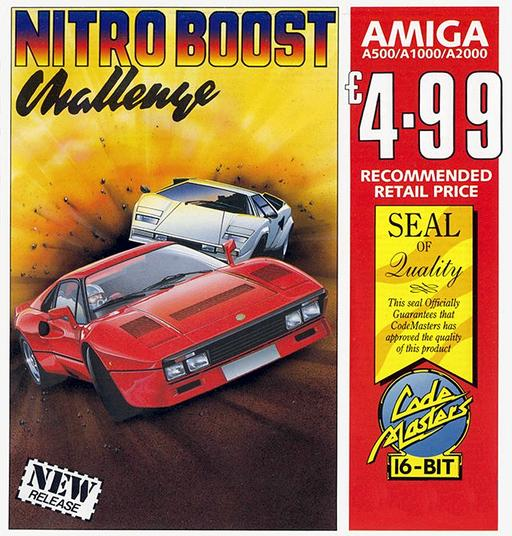 NITRO BOOST
Challenge
NEW
RELEASE
AMIGA
A500/A1000/A2000
£4·99
RECOMMENDED
RETAIL PRICE
SEAL
OF
Quality
This seal Officially
Guarantees that
CodeMasters has
approved the quality
of this product
Code
Masters
16-BIT